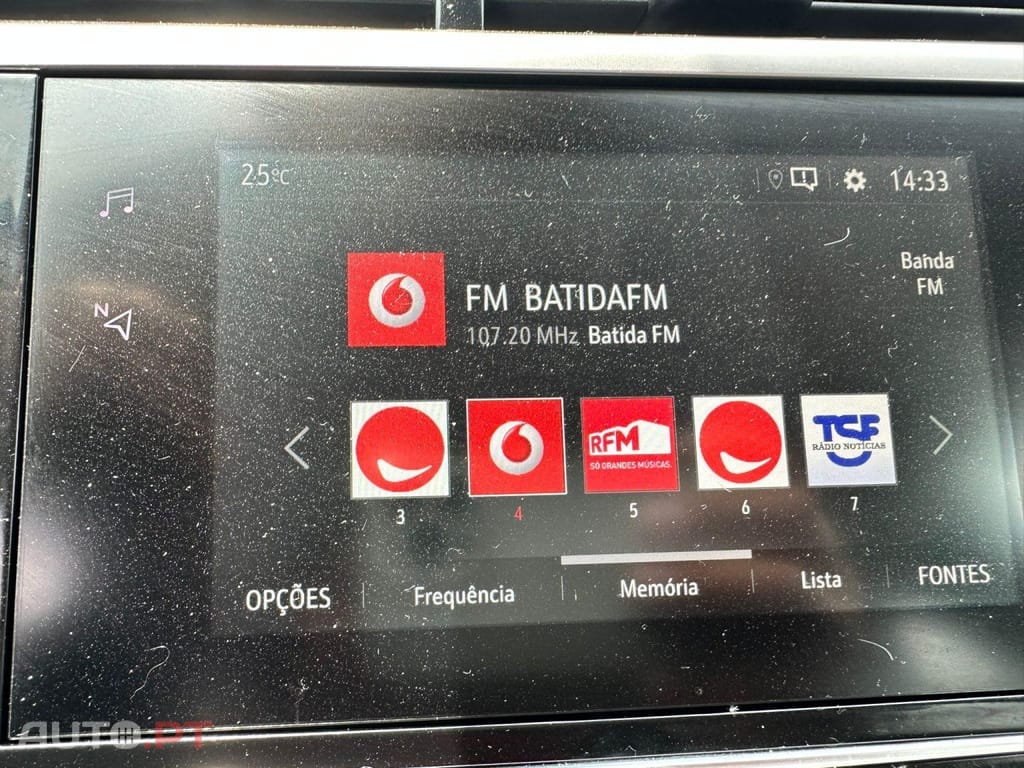 25°C
14:33
N
Banda
FM
FM BATIDAFM
107.20 MHz Batida FM
RFM
SÓ GRANDES MÚSICAS.
TSF
RÁDIO NOTÍCIAS
3
4
5
6
7
OPÇÕES
Frequência
Memória
Lista
FONTES
AUTO.PT